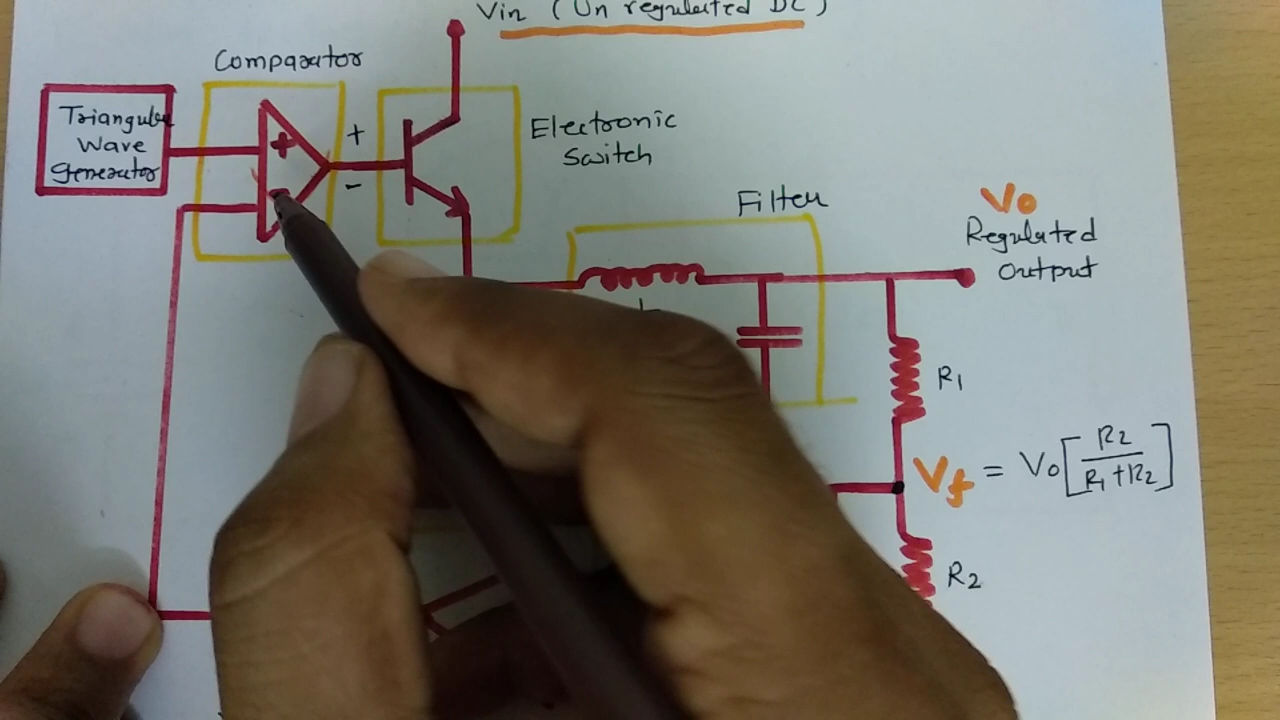 Vin (Un regulated DC)
Comparator
Triangular
Wave
Generator
+
-
+
-
Electronic
Switch
Filter
Vo
Regulated
Output
R1
Vf = Vo[R2/R1+R2]
R2